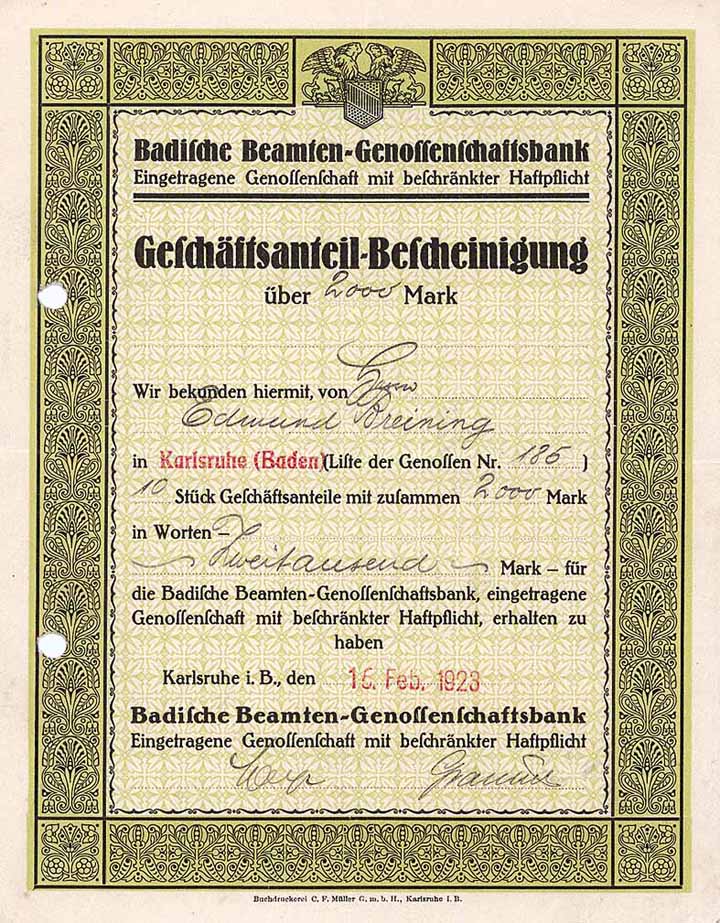 Badiſche Beamten-Genoſſenſchaftsbank
Eingetragene Genoſſenſchaft mit beſchränkter Haftpflicht
Geſchäftsanteil-Beſcheinigung
über 2000 Mark
Wir bekunden hiermit, von Herrn
Edmund Breining
in Karlsruhe (Baden) (Liſte der Genoſſen Nr. 186)
10 Stück Geſchäftsanteile mit zuſammen 2000 Mark
in Worten –
Zweitausend Mark – für
die Badiſche Beamten-Genoſſenſchaftsbank, eingetragene
Genoſſenſchaft mit beſchränkter Haftpflicht, erhalten zu
haben
Karlsruhe i. B., den 15. Feb. 1923
Badiſche Beamten-Genoſſenſchaftsbank
Eingetragene Genoſſenſchaft mit beſchränkter Haftpflicht
Buchdruckerei C. F. Müller G. m. b. H., Karlsruhe i. B.